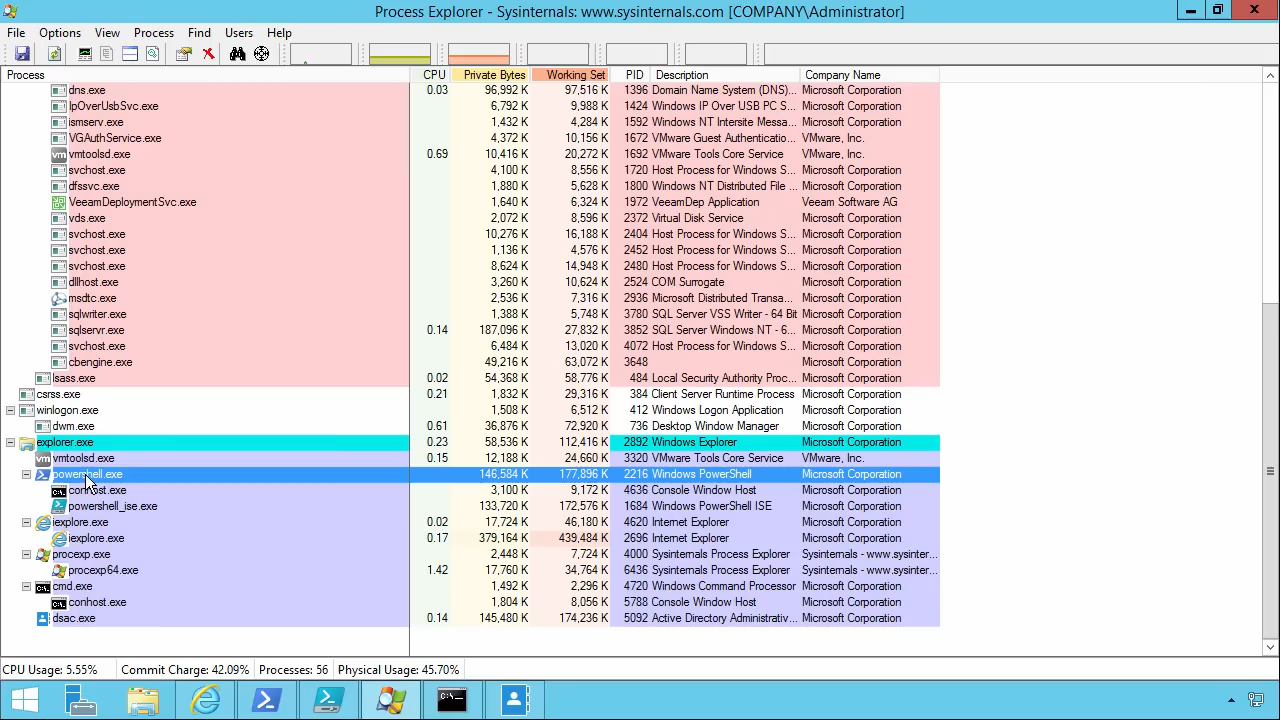 Process Explorer - Sysinternals: www.sysinternals.com [COMPANY\Administrator]
File Options View Process Find Users Help
Process CPU Private Bytes Working Set PID Description Company Name
dns.exe 0.03 96,992 K 97,516 K 1396 Domain Name System (DNS)... Microsoft Corporation
IpOverUsbSvc.exe 6,792 K 9,988 K 1424 Windows IP Over USB PC S... Microsoft Corporation
ismserv.exe 1,432 K 4,284 K 1592 Windows NT Intersite Messa... Microsoft Corporation
VGAuthService.exe 4,372 K 10,156 K 1672 VMware Guest Authenticatio... VMware, Inc.
vmtoolsd.exe 0.69 10,416 K 20,272 K 1692 VMware Tools Core Service VMware, Inc.
svchost.exe 4,100 K 8,556 K 1720 Host Process for Windows S... Microsoft Corporation
dfssvc.exe 1,880 K 5,628 K 1800 Windows NT Distributed File ... Microsoft Corporation
VeeamDeploymentSvc.exe 1,640 K 6,324 K 1972 VeeamDep Application Veeam Software AG
vds.exe 2,072 K 8,596 K 2372 Virtual Disk Service Microsoft Corporation
svchost.exe 10,276 K 16,188 K 2404 Host Process for Windows S... Microsoft Corporation
svchost.exe 1,136 K 4,576 K 2452 Host Process for Windows S... Microsoft Corporation
svchost.exe 8,624 K 14,948 K 2480 Host Process for Windows S... Microsoft Corporation
dllhost.exe 3,260 K 10,624 K 2524 COM Surrogate Microsoft Corporation
msdtc.exe 2,536 K 7,316 K 2936 Microsoft Distributed Transa... Microsoft Corporation
sqlwriter.exe 1,388 K 5,748 K 3780 SQL Server VSS Writer - 64 Bit Microsoft Corporation
sqlservr.exe 0.14 187,096 K 27,832 K 3852 SQL Server Windows NT - 6... Microsoft Corporation
svchost.exe 6,484 K 13,020 K 4072 Host Process for Windows S... Microsoft Corporation
cbengine.exe 49,216 K 63,072 K 3648 Microsoft Corporation
lsass.exe 0.02 54,368 K 58,776 K 484 Local Security Authority Proc... Microsoft Corporation
csrss.exe 0.21 1,832 K 29,316 K 384 Client Server Runtime Process Microsoft Corporation
winlogon.exe 1,508 K 6,512 K 412 Windows Logon Application Microsoft Corporation
dwm.exe 0.61 36,876 K 72,920 K 736 Desktop Window Manager Microsoft Corporation
explorer.exe 0.23 58,536 K 112,416 K 2892 Windows Explorer Microsoft Corporation
vmtoolsd.exe 0.15 12,188 K 24,660 K 3320 VMware Tools Core Service VMware, Inc.
powershell.exe 146,584 K 177,896 K 2216 Windows PowerShell Microsoft Corporation
conhost.exe 3,100 K 9,172 K 4636 Console Window Host Microsoft Corporation
powershell_ise.exe 133,720 K 172,576 K 1684 Windows PowerShell ISE Microsoft Corporation
iexplore.exe 0.02 17,724 K 46,180 K 4620 Internet Explorer Microsoft Corporation
iexplore.exe 0.17 379,164 K 439,484 K 2696 Internet Explorer Microsoft Corporation
procexp.exe 2,448 K 7,724 K 4000 Sysinternals Process Explorer Sysinternals - www.sysinter...
procexp64.exe 1.42 17,760 K 34,764 K 6436 Sysinternals Process Explorer Sysinternals - www.sysinter...
cmd.exe 1,492 K 2,296 K 4720 Windows Command Processor Microsoft Corporation
conhost.exe 1,804 K 8,056 K 5788 Console Window Host Microsoft Corporation
dsac.exe 0.14 145,480 K 174,236 K 5092 Active Directory Administrativ... Microsoft Corporation
CPU Usage: 5.55% Commit Charge: 42.09% Processes: 56 Physical Usage: 45.70%